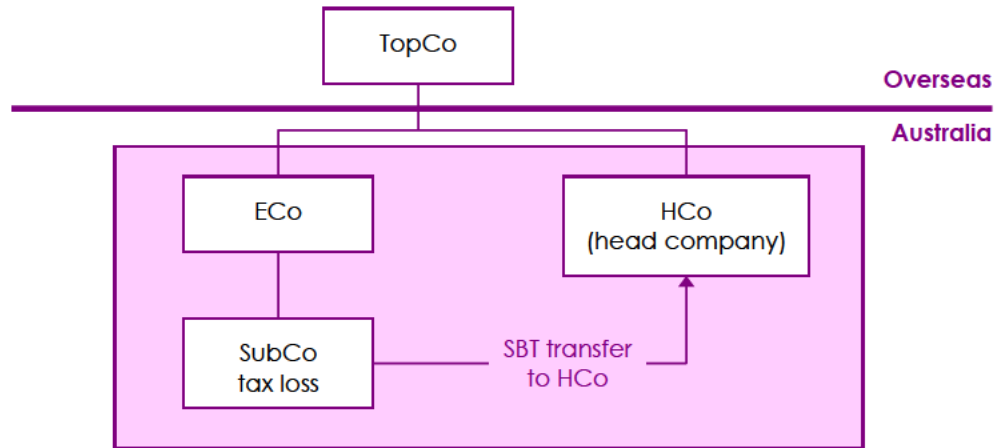 TopCo
Overseas
Australia
ECo
HCo
(head company)
SubCo
tax loss
SBT transfer
to HCo